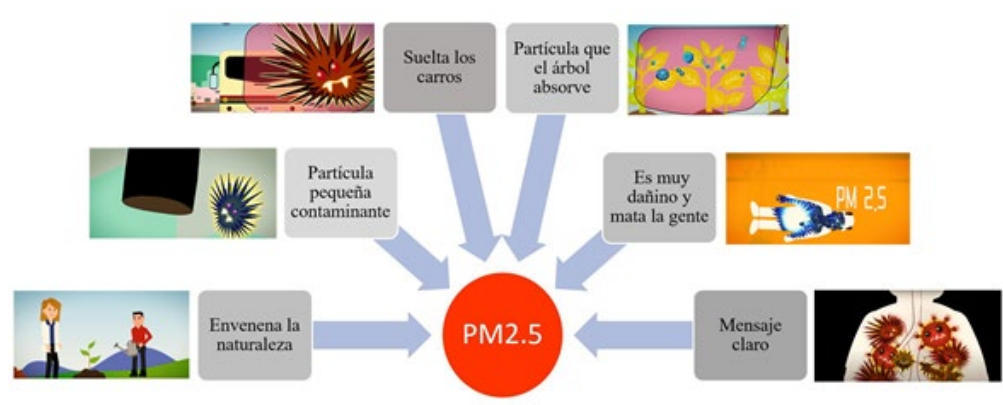 Suelta los
carros
Partícula que
el árbol
absorve
Partícula
pequeña
contaminante
Es muy
dañino y
mata la gente
PM 2,5
Envenena la
naturaleza
PM2.5
Mensaje
claro